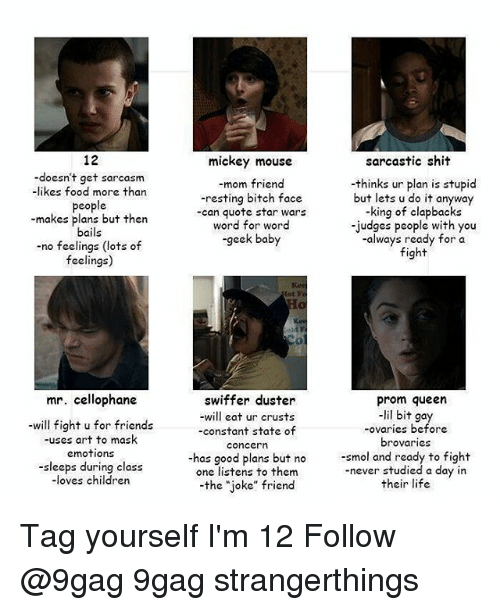 12
-doesn't get sarcasm
-likes food more than
people
-makes plans but then
bails
-no feelings (lots of
feelings)
mickey mouse
-mom friend
-resting bitch face
-can quote star wars
word for word
-geek baby
sarcastic shit
-thinks ur plan is stupid
but lets u do it anyway
-king of clapbacks
-judges people with you
-always ready for a
fight
mr. cellophane
-will fight u for friends
-uses art to mask
emotions
-sleeps during class
-loves children
Ho
Col
swiffer duster
-will eat ur crusts
-constant state of
concern
-has good plans but no
one listens to them
-the "joke" friend
prom queen
-lil bit gay
-ovaries before
brovaries
-smol and ready to fight
-never studied a day in
their life
Tag yourself I'm 12 Follow
@9gag 9gag strangerthings